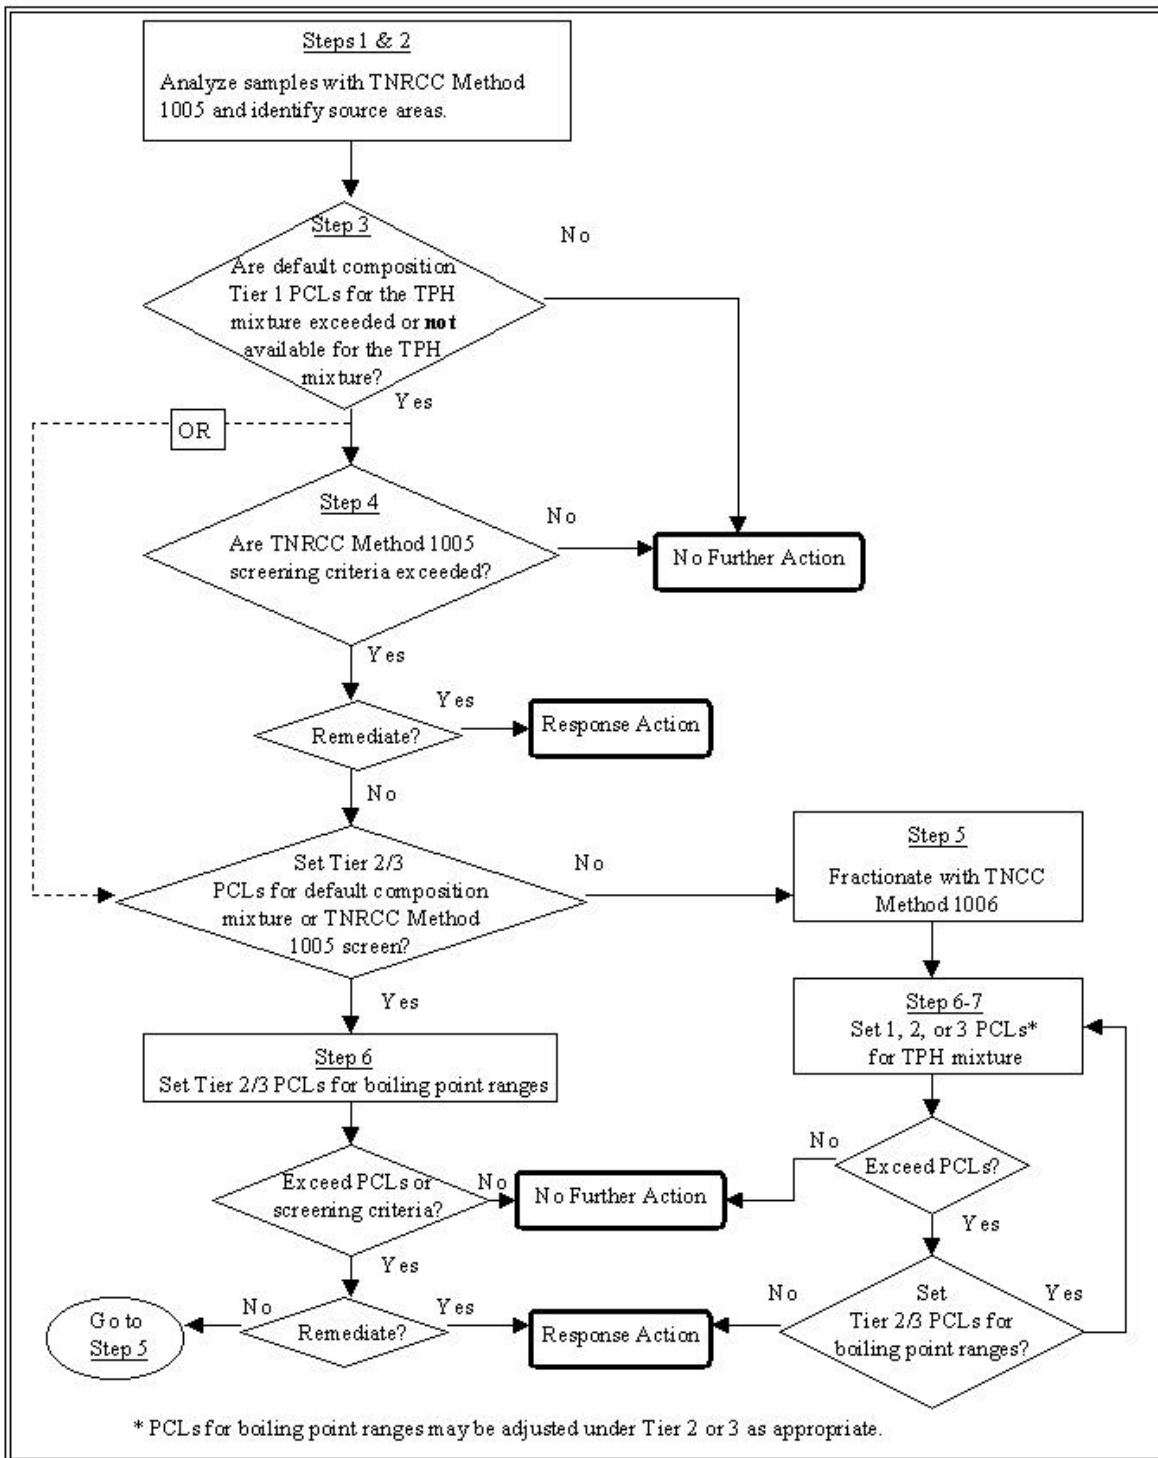 Steps 1 & 2
Analyze samples with TNRCC Method
1005 and identify source areas.
Step 3
No
Are default composition
Tier 1 PCLs for the TPH
mixture exceeded or not
available for the TPH
mixture?
Yes
OR
Step 4
No
Are TNRCC Method 1005
screening criteria exceeded?
No Further Action
Yes
Yes
Remediate?
Response Action
No
Set Tier 2/3
PCLs for default composition
mixture or TNRCC Method
1005 screen?
No
Step 5
Fractionate with TNCC
Method 1006
Yes
Step 6
Set Tier 2/3 PCLs for boiling point ranges
Step 6-7
Set 1, 2, or 3 PCLs*
for TPH mixture
Exceed PCLs or
screening criteria?
No
No Further Action
No
Exceed PCLs?
Yes
Yes
Go to
Step 5
No
Remediate?
Yes
Response Action
No
Set
Tier 2/3 PCLs for
boiling point ranges?
Yes
* PCLs for boiling point ranges may be adjusted under Tier 2 or 3 as appropriate.